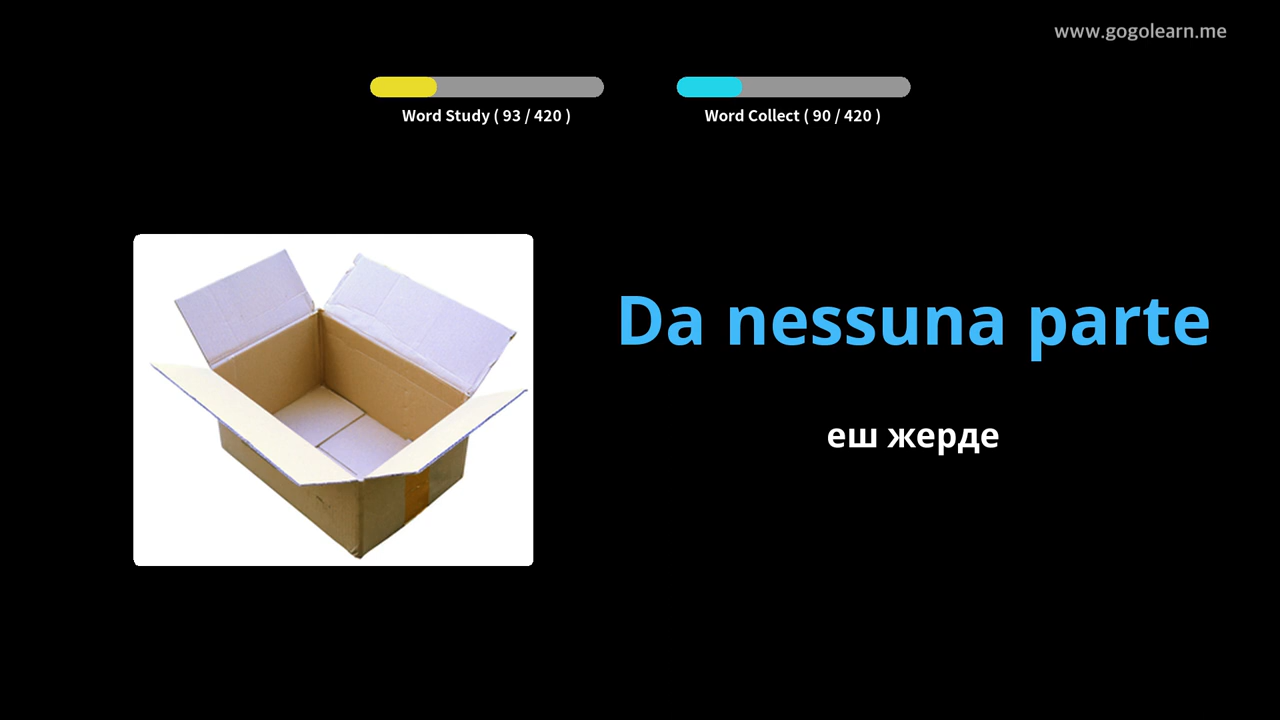 www.gogolearn.me
Word Study ( 93 / 420 )
Word Collect ( 90 / 420 )
Da nessuna parte
еш жерде